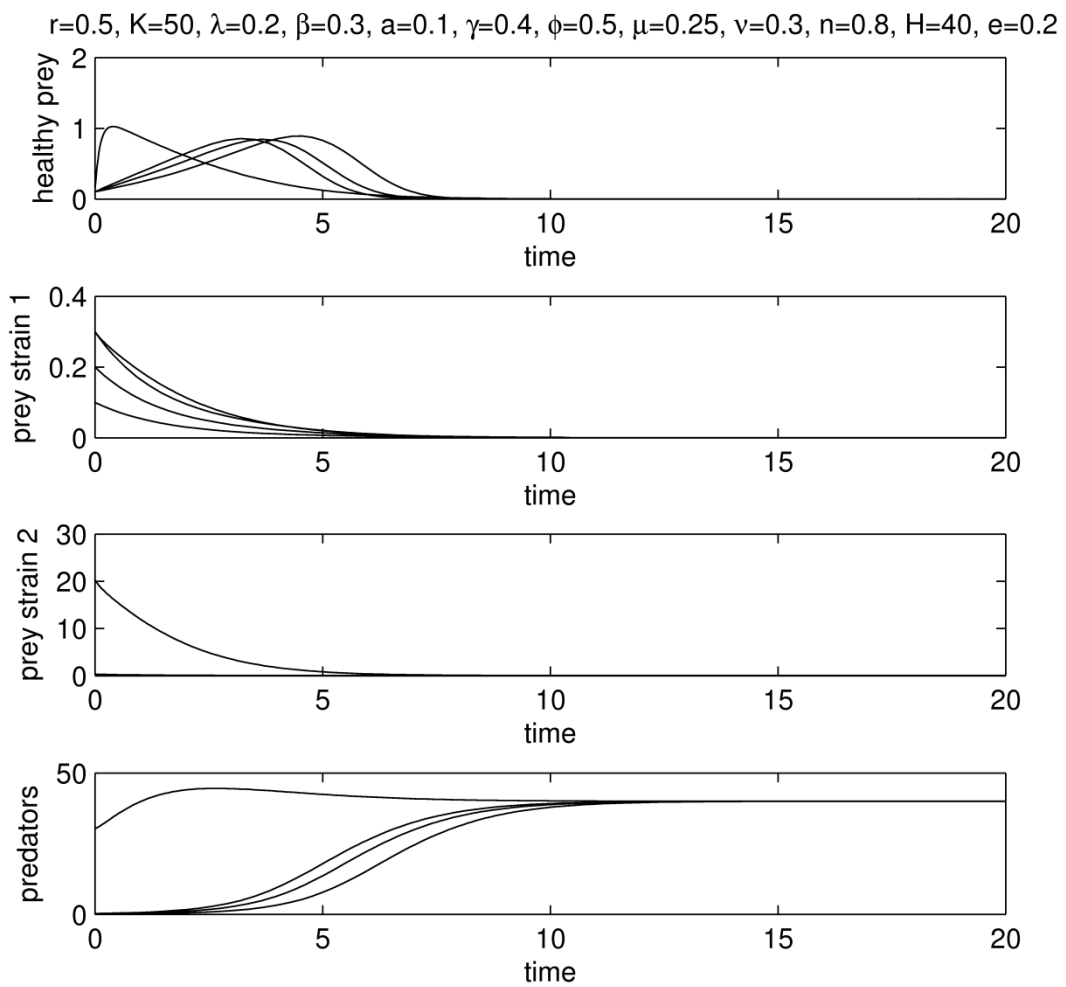 r=0.5, K=50, λ=0.2, β=0.3, a=0.1, γ=0.4, ϕ=0.5, μ=0.25, ν=0.3, n=0.8, H=40, e=0.2
healthy prey
2
1
0
0 5 10 15 20
time
prey strain 1
0.4
0.2
0
0 5 10 15 20
time
prey strain 2
30
20
10
0
0 5 10 15 20
time
predators
50
0
0 5 10 15 20
time